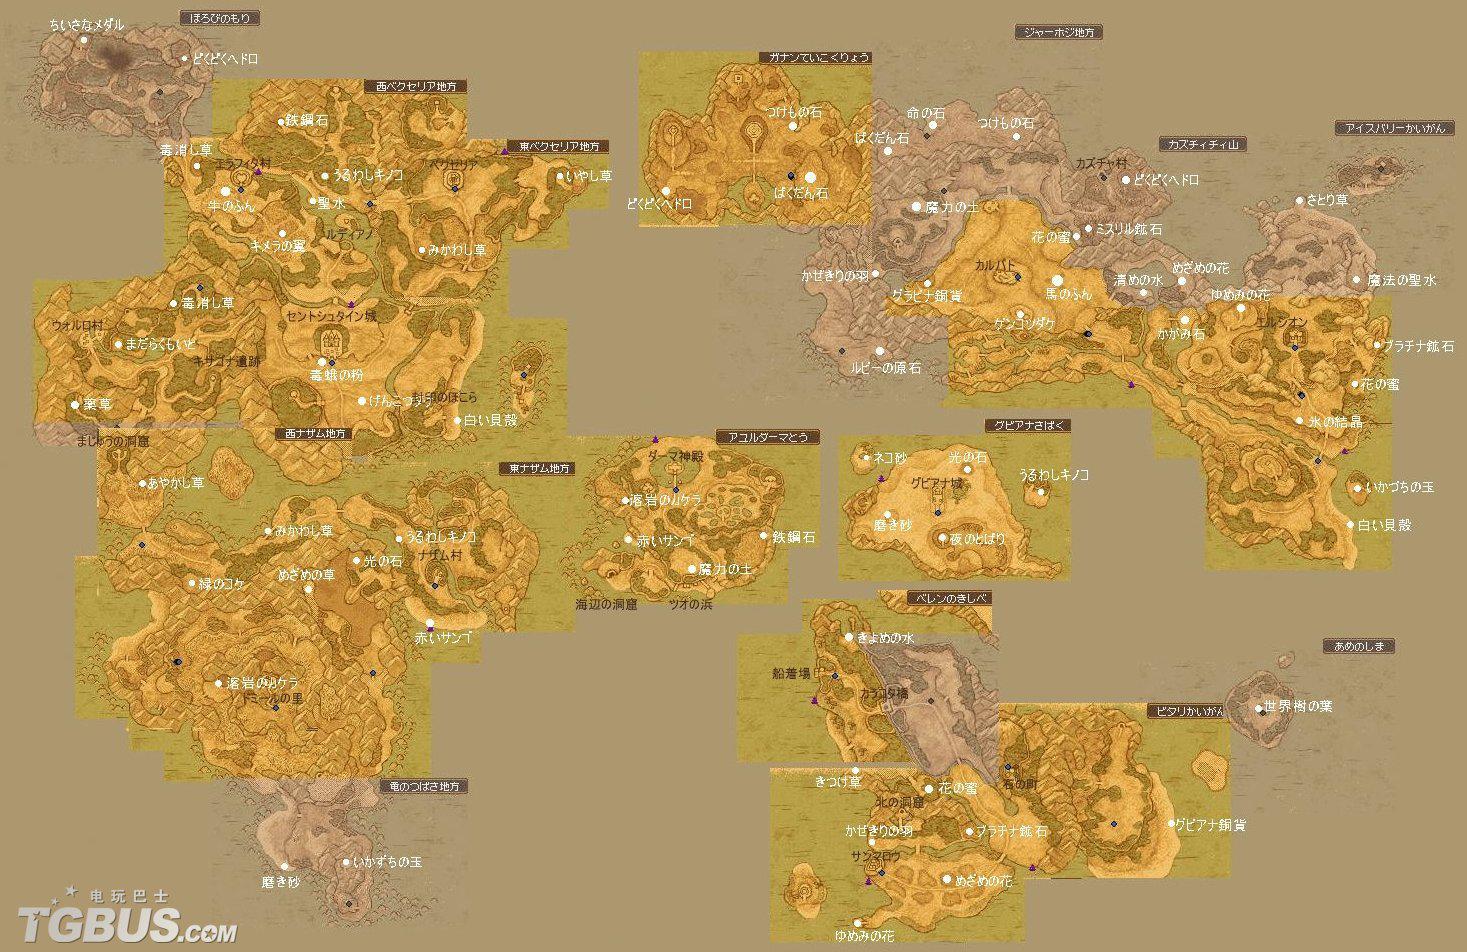 ほろびのもり
ちいさなメダル
どくどくヘドロ
西ベクセリア地方
鉄鋼石
東ベクセリア地方
毒消し草
エラフィタ村
うるわしキノコ
ベクセリア
いやし草
牛のふん
聖水
キメラの翼
ルディアノ
みかわし草
毒消し草
セントシュタイン城
ウォルロ村
まだらくもいと
キサゴナ遺跡
毒蛾の粉
薬草
げんこつダケ
封印のほこら
白い貝殻
まじゅうの洞窟
西ナザム地方
東ナザム地方
あやかし草
みかわし草
うるわしキノコ
光の石
ナザム村
緑のコケ
めざめの草
赤いサンゴ
溶岩のカケラ
ドミールの里
竜のつばさ地方
いかずちの玉
磨き砂
ガナンていこくりょう
つけもの石
どくどくヘドロ
ばくだん石
ジャーホジ地方
命の石
つけもの石
ばくだん石
カズチィチィ山
カズチャ村
どくどくヘドロ
魔力の土
花の蜜
ミスリル鉱石
かぜきりの羽
カルバド
グラビナ銅貨
馬のふん
清めの水
めざめの花
ゲンコツダケ
ルビーの原石
アイスバリーかいがん
さとり草
魔法の聖水
ゆめみの花
かがみ石
エルシオン
プラチナ鉱石
花の蜜
氷の結晶
いかづちの玉
白い貝殻
アユルダーマとう
ダーマ神殿
溶岩のカケラ
赤いサンゴ
鉄鋼石
魔力の土
海辺の洞窟
ツオの浜
グビアナさばく
ネコ砂
光の石
うるわしキノコ
グビアナ城
磨き砂
夜のとばり
ベレンのきしべ
きよめの水
船着場
カラコタ橋
あめのしま
世界樹の葉
ビタリかいがん
きつけ草
花の蜜
石の町
北の洞窟
かぜきりの羽
プラチナ鉱石
グビアナ銅貨
サンマロウ
めざめの花
ゆめみの花
电玩巴士
TGBUS.COM